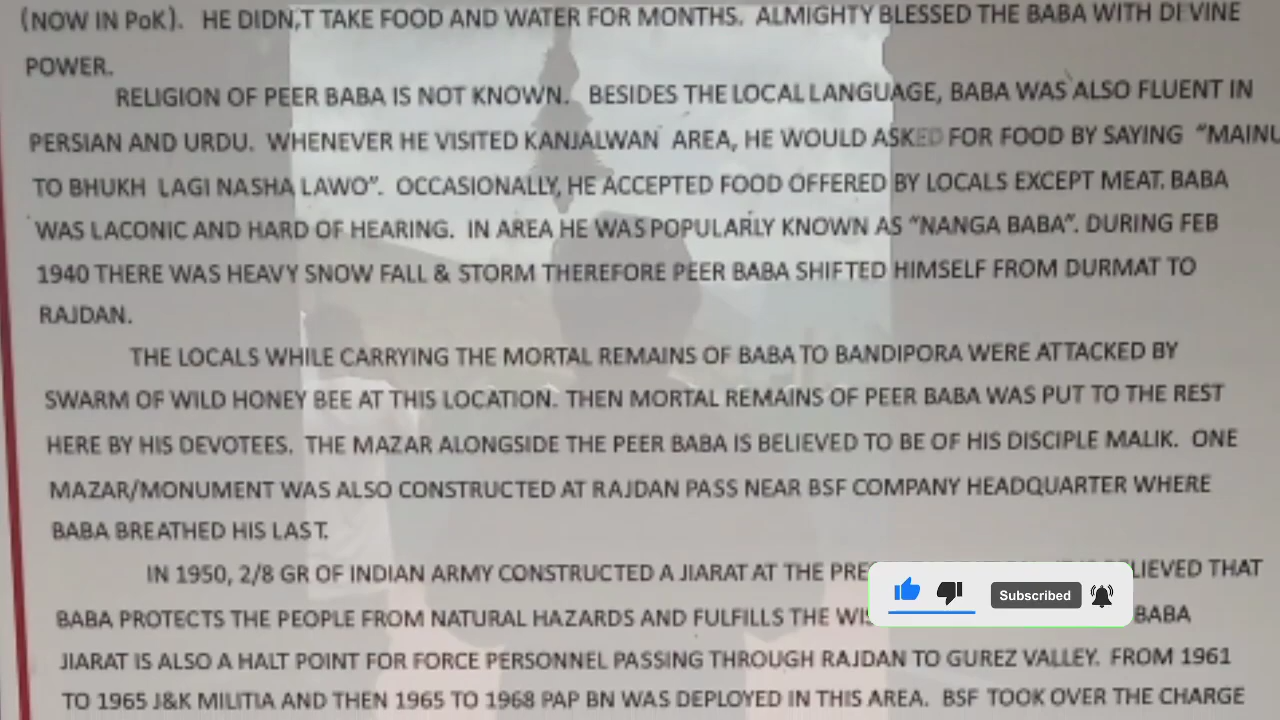 (NOW IN PoK). HE DIDN,T TAKE FOOD AND WATER FOR MONTHS. ALMIGHTY BLESSED THE BABA WITH DEVINE
POWER.
RELIGION OF PEER BABA IS NOT KNOWN. BESIDES THE LOCAL LANGUAGE, BABA WAS ALSO FLUENT IN
PERSIAN AND URDU. WHENEVER HE VISITED KANJALWAN AREA, HE WOULD ASKED FOR FOOD BY SAYING "MAINU
TO BHUKH LAGI NASHA LAWO". OCCASIONALLY, HE ACCEPTED FOOD OFFERED BY LOCALS EXCEPT MEAT. BABA
WAS LACONIC AND HARD OF HEARING. IN AREA HE WAS POPULARLY KNOWN AS "NANGA BABA". DURING FEB
1940 THERE WAS HEAVY SNOW FALL & STORM THEREFORE PEER BABA SHIFTED HIMSELF FROM DURMAT TO
RAJDAN.
THE LOCALS WHILE CARRYING THE MORTAL REMAINS OF BABA TO BANDIPORA WERE ATTACKED BY
SWARM OF WILD HONEY BEE AT THIS LOCATION. THEN MORTAL REMAINS OF PEER BABA WAS PUT TO THE REST
HERE BY HIS DEVOTEES. THE MAZAR ALONGSIDE THE PEER BABA IS BELIEVED TO BE OF HIS DISCIPLE MALIK. ONE
MAZAR/MONUMENT WAS ALSO CONSTRUCTED AT RAJDAN PASS NEAR BSF COMPANY HEADQUARTER WHERE
BABA BREATHED HIS LAST.
IN 1950, 2/8 GR OF INDIAN ARMY CONSTRUCTED A JIARAT AT THE THAT
BABA PROTECTS THE PEOPLE FROM NATURAL HAZARDS AND FULFILLS THE BABA
Subscribed
JIARAT IS ALSO A HALT POINT FOR FORCE PERSONNEL PASSING THROUGH RAJDAN TO GUREZ VALLEY. FROM 1961
TO 1965 J&K MILITIA AND THEN 1965 TO 1968 PAP BN WAS DEPLOYED IN THIS AREA. BSF TOOK OVER THE CHARGE